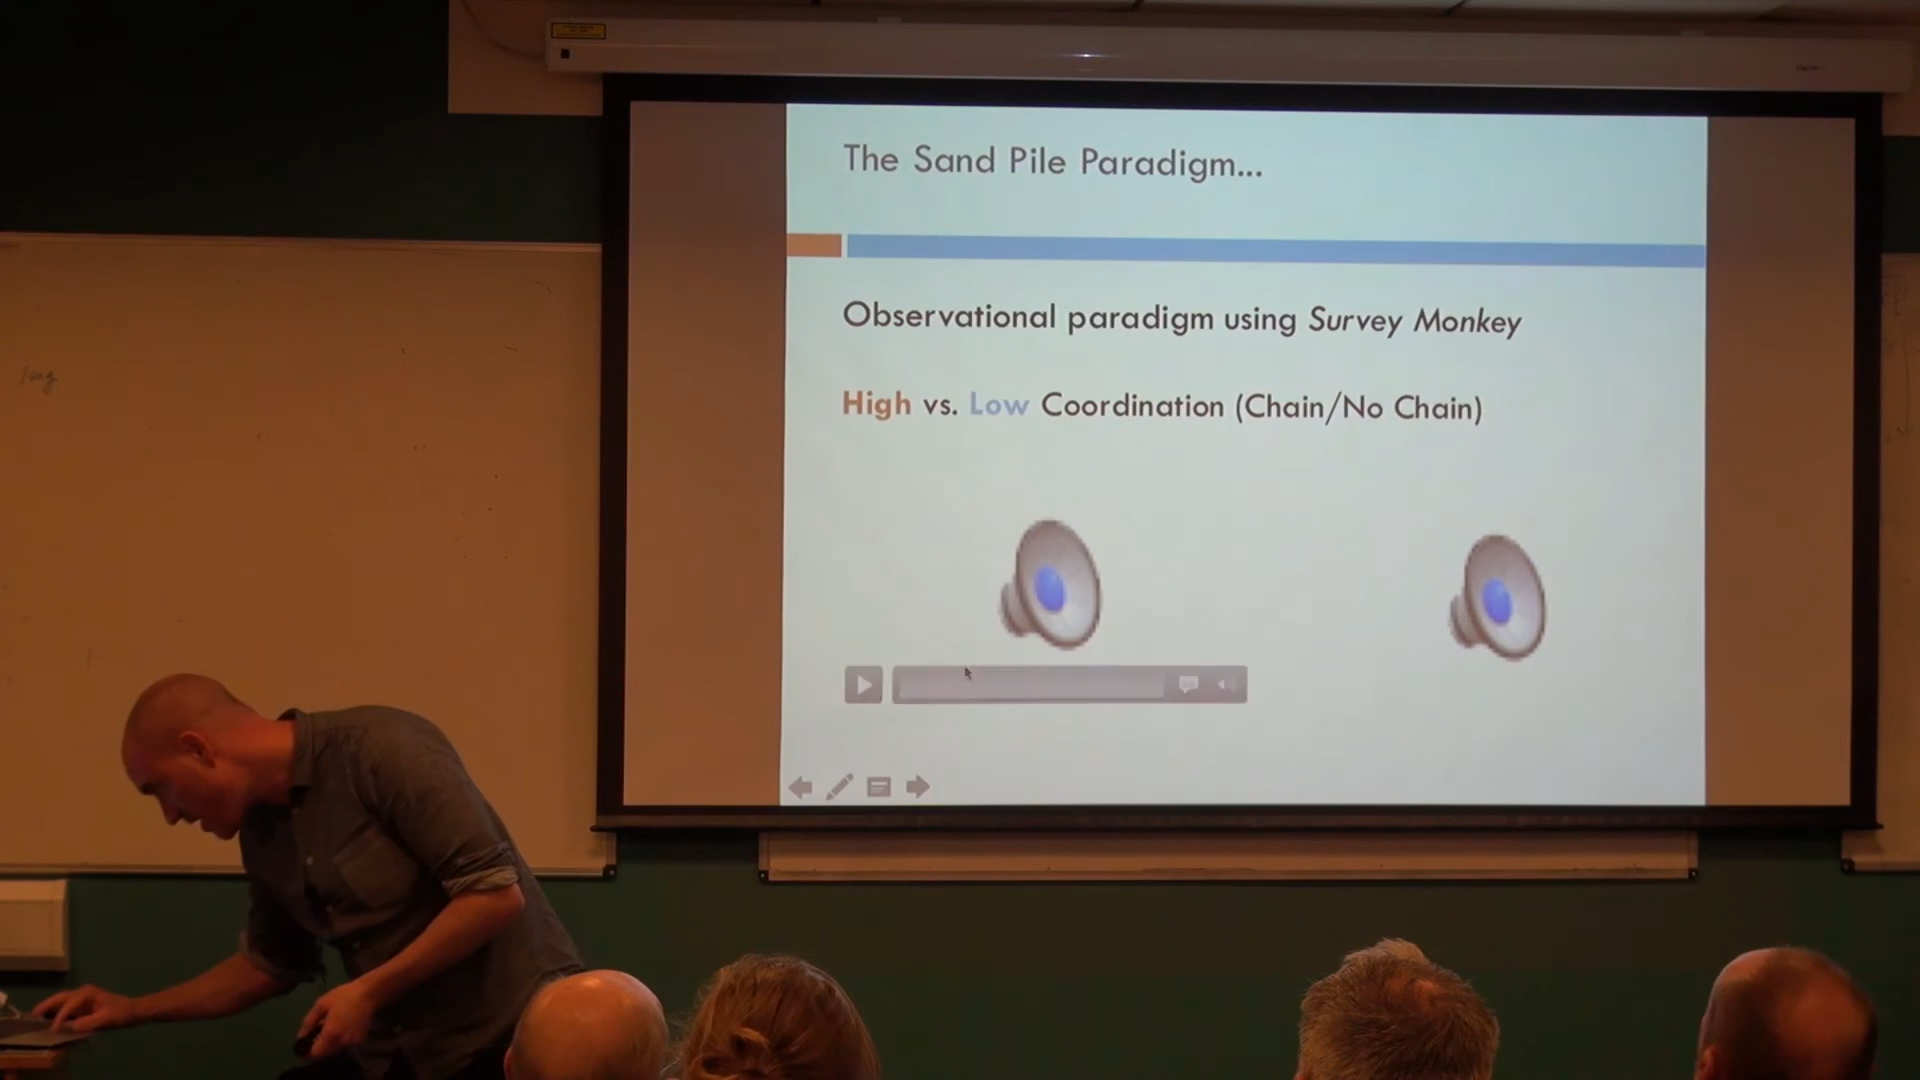 The Sand Pile Paradigm...
Observational paradigm using Survey Monkey
High vs. Low Coordination (Chain/No Chain)